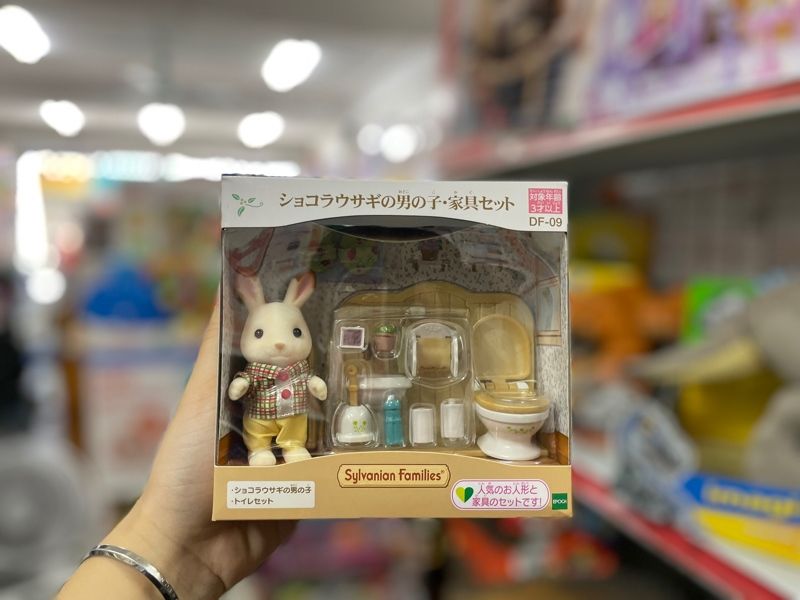 ショコラウサギの男の子・家具セット
対象年齢
3才以上
DF-09
Sylvanian Families®
・ショコラウサギの男の子
・トイレセット
人気のお人形と
家具のセットです!
EPOCH